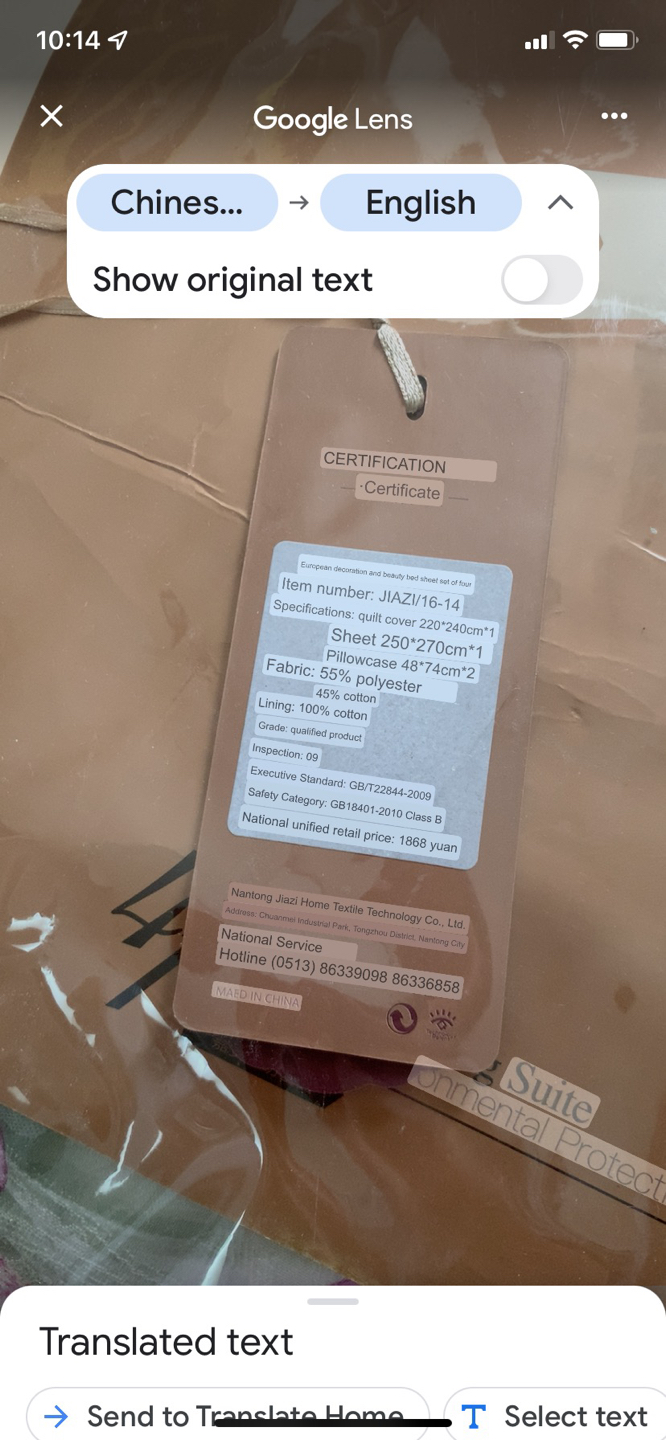 10:14
Google Lens
Chines... → English
Show original text
CERTIFICATION
·Certificate
European decoration and beauty bed sheet set of four
Item number: JIAZI/16-14
Specifications: quilt cover 220*240cm*1
Sheet 250*270cm*1
Pillowcase 48*74cm*2
Fabric: 55% polyester
45% cotton
Lining: 100% cotton
Grade: qualified product
Inspection: 09
Executive Standard: GB/T22844-2009
Safety Category: GB18401-2010 Class B
National unified retail price: 1868 yuan
Nantong Jiazi Home Textile Technology Co., Ltd.
Address: Chuanmei Industrial Park, Tongzhou District, Nantong City
National Service
Hotline (0513) 86339098 86336858
MAED IN CHINA
g Suite
onmental Protect
Translated text
Send to Translate Home
Select text